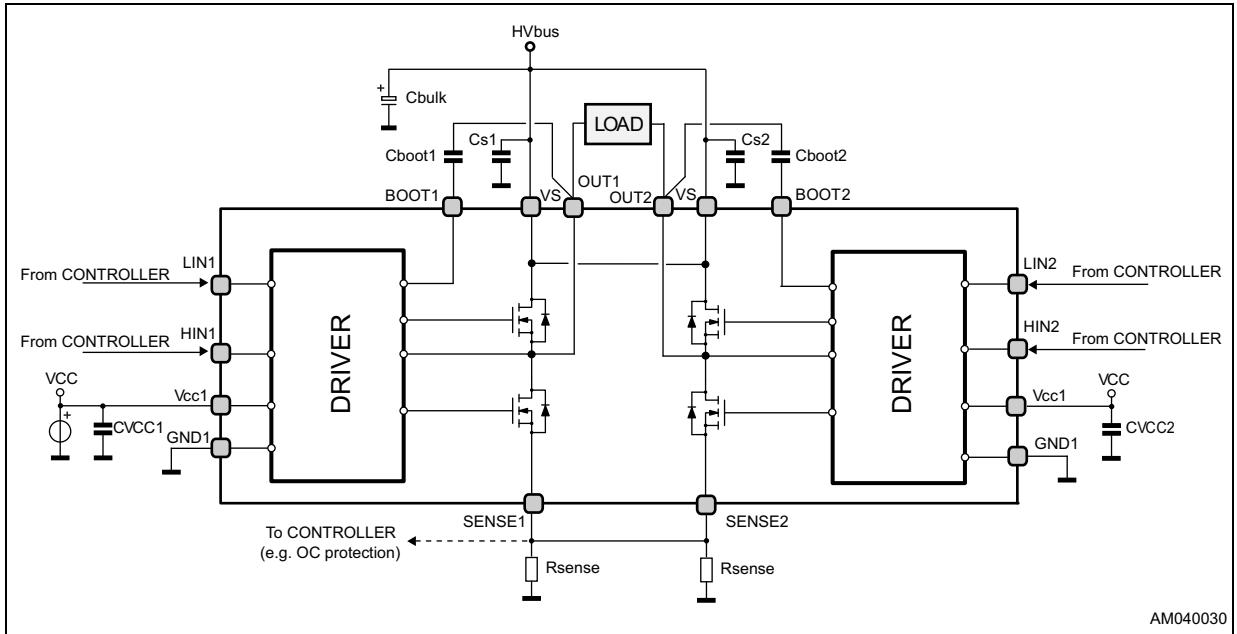 HVbus
+
Cbulk
LOAD
Cs1
Cs2
Cboot1
Cboot2
OUT1
OUT2
BOOT1
VS
VS
BOOT2
LIN1
From CONTROLLER
LIN2
From CONTROLLER
HIN1
From CONTROLLER
HIN2
From CONTROLLER
DRIVER
DRIVER
VCC
Vcc1
+
CVCC1
GND1
Vcc1
VCC
CVCC2
GND1
SENSE1
SENSE2
To CONTROLLER
(e.g. OC protection)
Rsense
Rsense
AM040030